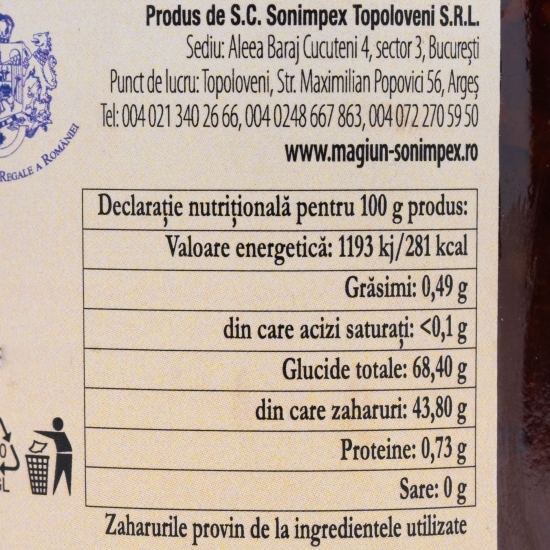 Produs de S.C. Sonimpex Topoloveni S.R.L.
Sediu: Aleea Baraj Cucuteni 4, sector 3, București
Punct de lucru: Topoloveni, Str. Maximilian Popovici 56, Argeș
Tel: 004 021 340 26 66, 004 0248 667 863, 004 072 270 59 50
www.magiun-sonimpex.ro
REGALE A ROMÂNIEI
Declarație nutrițională pentru 100 g produs:
Valoare energetică: 1193 kj/281 kcal
Grăsimi: 0,49 g
din care acizi saturați: <0,1 g
Glucide totale: 68,40 g
din care zaharuri: 43,80 g
Proteine: 0,73 g
Sare: 0 g
Zaharurile provin de la ingredientele utilizate